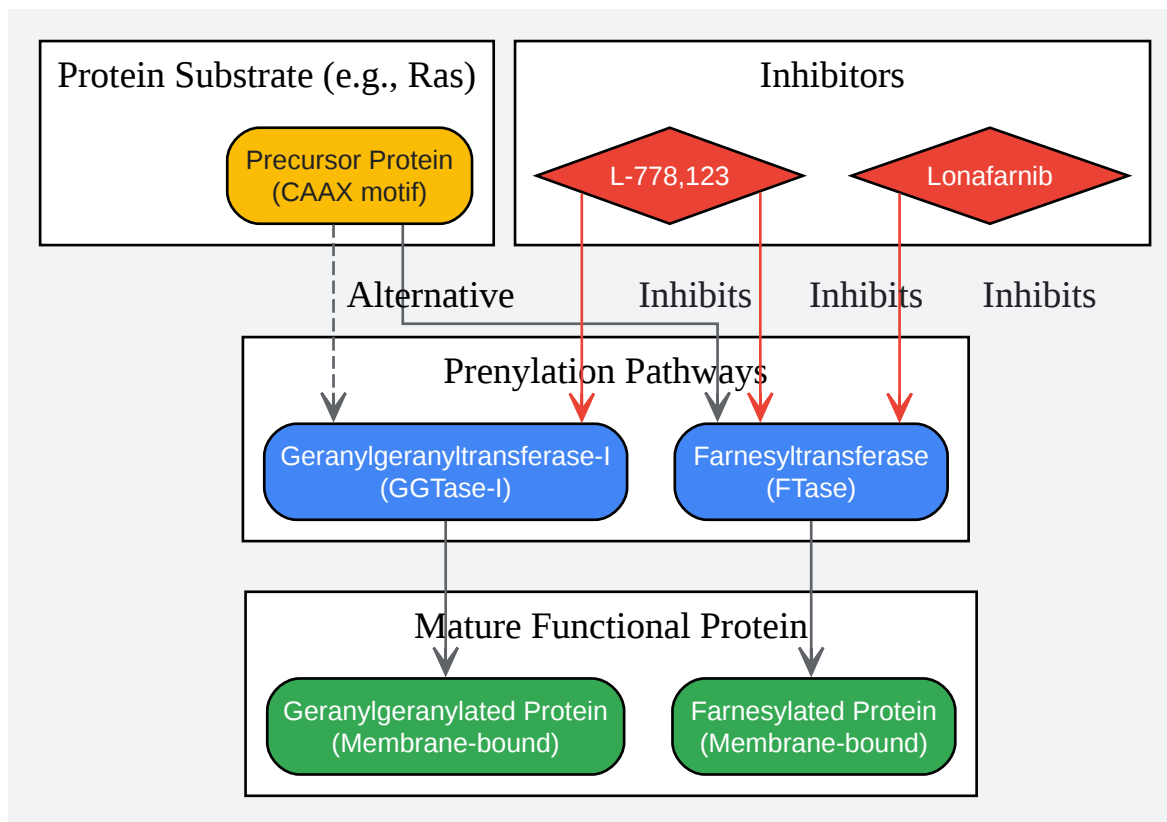 Protein Substrate (e.g., Ras)
Inhibitors
Precursor Protein
(CAAX motif)
L-778,123
Lonafarnib
Alternative
Inhibits
Inhibits
Inhibits
Prenylation Pathways
Geranylgeranyltransferase-I
(GGTase-I)
Farnesyltransferase
(FTase)
Mature Functional Protein
Geranylgeranylated Protein
(Membrane-bound)
Farnesylated Protein
(Membrane-bound)